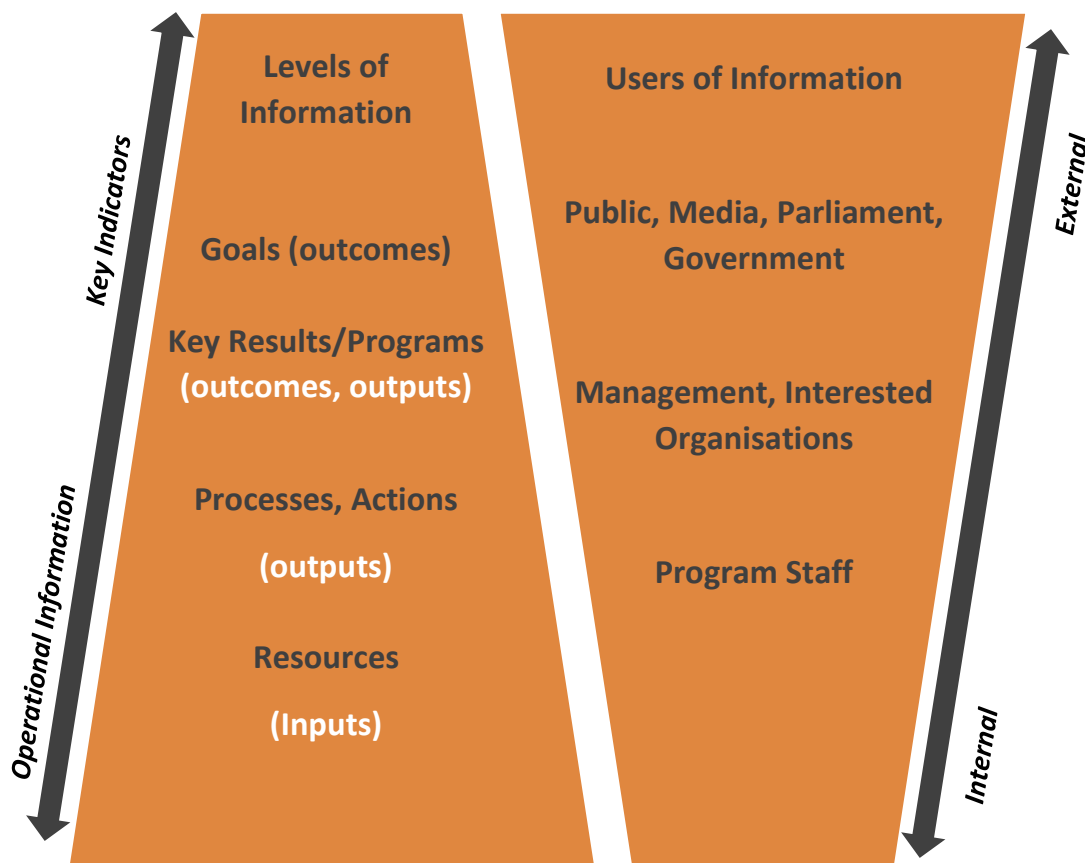 Levels of
Information
Goals (outcomes)
Key Results/Programs
(outcomes, outputs)
Processes, Actions
(outputs)
Resources
(Inputs)
Users of Information
Public, Media, Parliament,
Government
Management, Interested
Organisations
Program Staff
Key Indicators
Operational Information
External
Internal